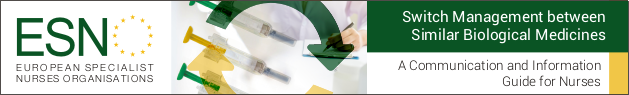 ESN
EUROPEAN SPECIALIST
NURSES ORGANISATIONS
Switch Management between
Similar Biological Medicines
A Communication and Information
Guide for Nurses